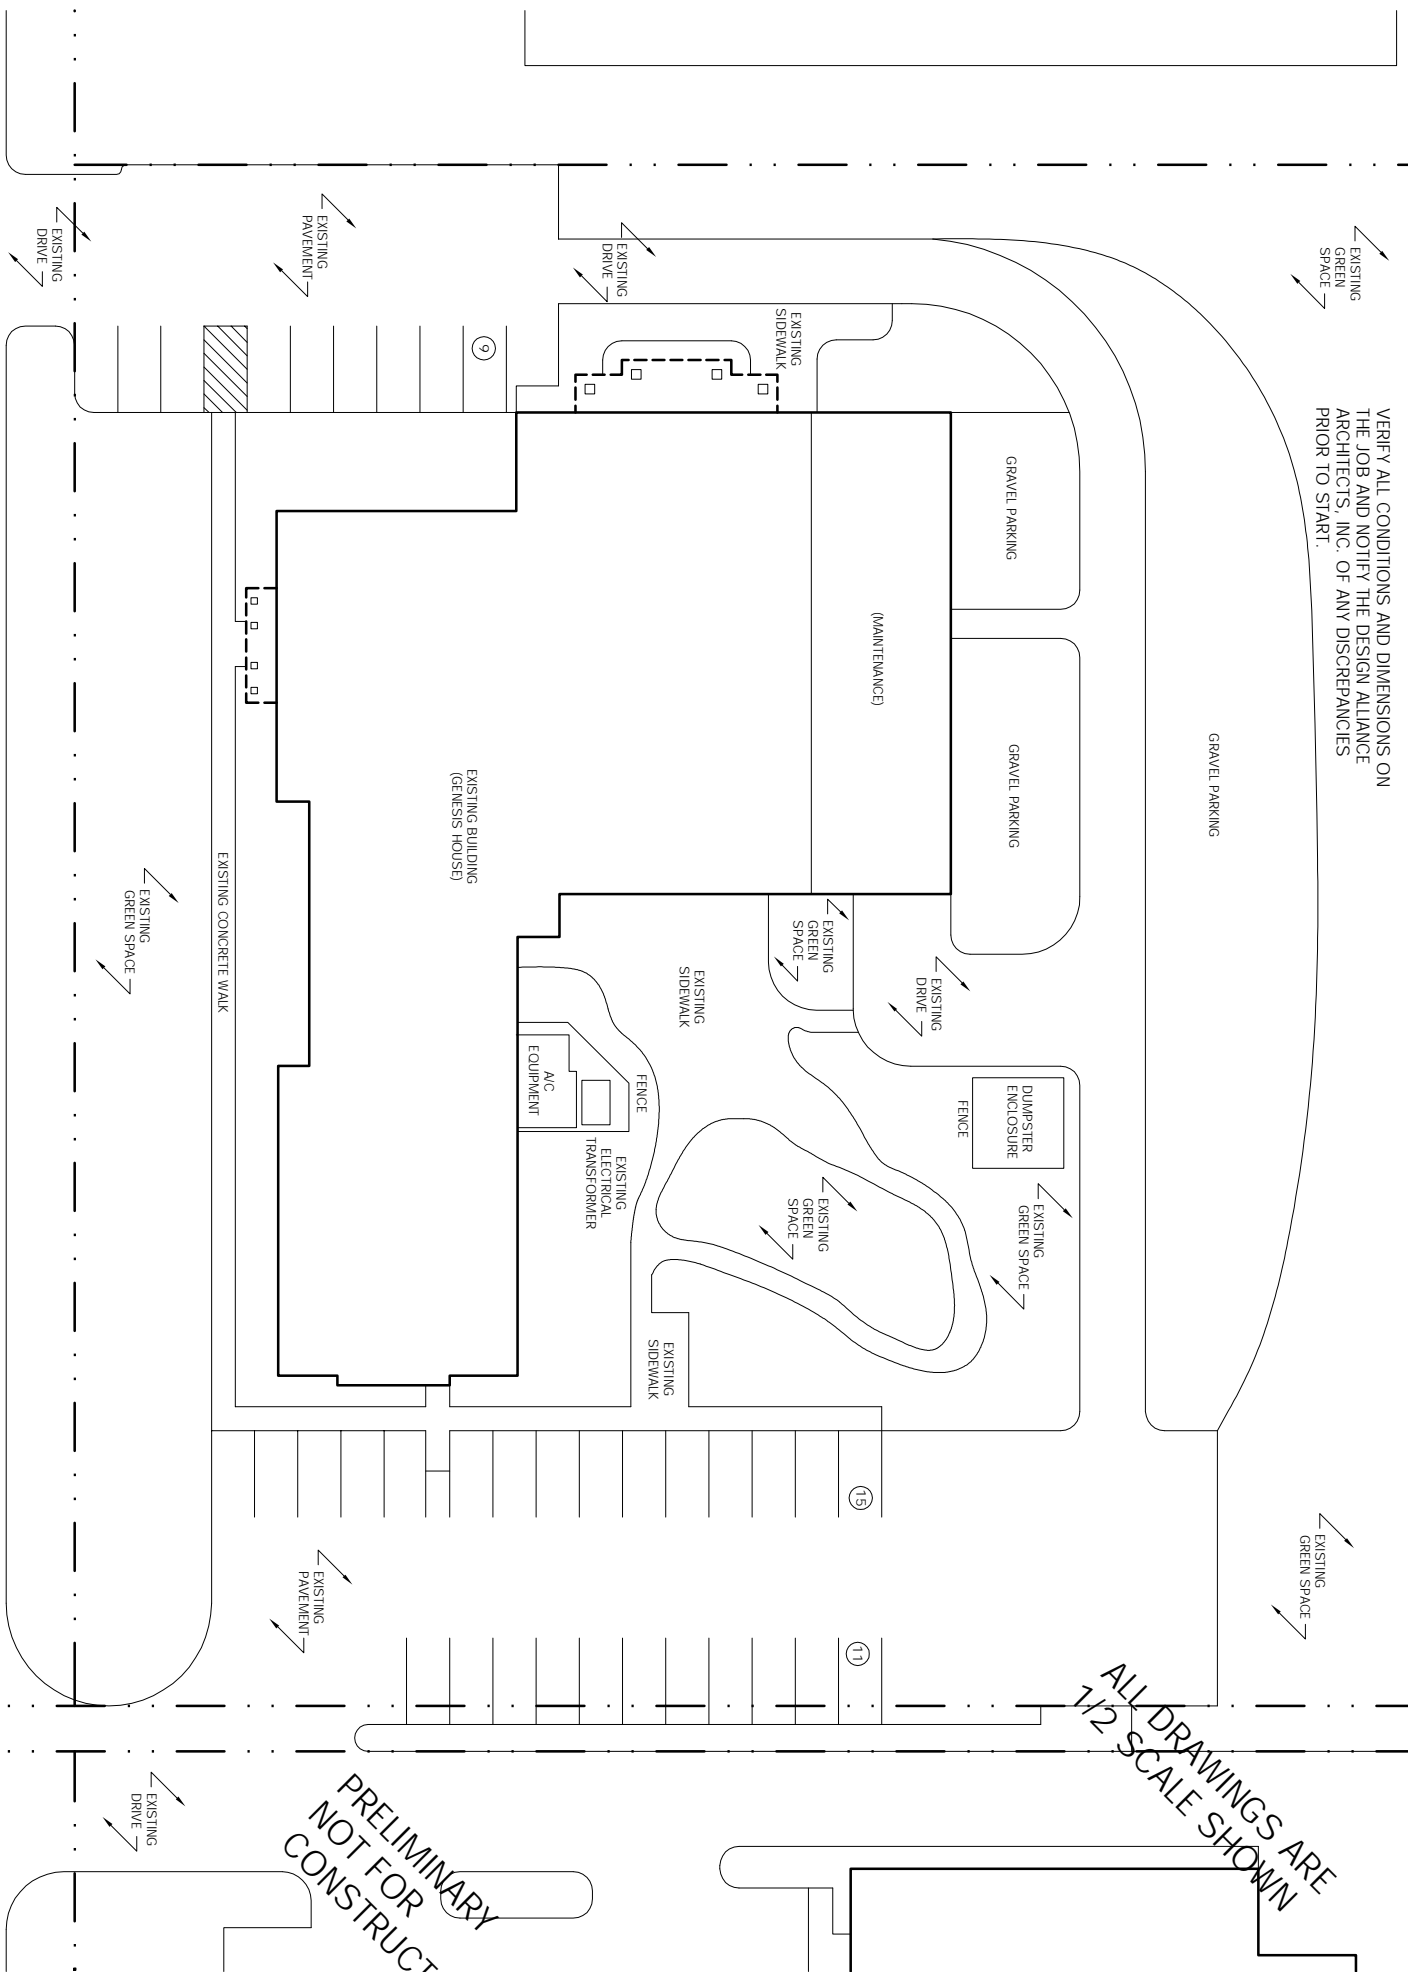 VERIFY ALL CONDITIONS AND DIMENSIONS ON
THE JOB AND NOTIFY THE DESIGN ALLIANCE
ARCHITECTS, INC. OF ANY DISCREPANCIES
PRIOR TO START.
EXISTING
GREEN
SPACE
GRAVEL PARKING
EXISTING
GREEN SPACE
GRAVEL PARKING
GRAVEL PARKING
DUMPSTER
ENCLOSURE
FENCE
EXISTING
GREEN SPACE
EXISTING
DRIVE
(MAINTENANCE)
EXISTING
GREEN
SPACE
EXISTING
GREEN
SPACE
EXISTING
SIDEWALK
EXISTING
SIDEWALK
EXISTING
SIDEWALK
EXISTING
DRIVE
FENCE
EXISTING
ELECTRICAL
TRANSFORMER
A/C
EQUIPMENT
EXISTING BUILDING
(GENESIS HOUSE)
9
15
11
EXISTING
PAVEMENT
EXISTING
PAVEMENT
EXISTING CONCRETE WALK
EXISTING
GREEN SPACE
EXISTING
DRIVE
EXISTING
DRIVE
ALL DRAWINGS ARE
1/2 SCALE SHOWN
PRELIMINARY
NOT FOR
CONSTRUCT